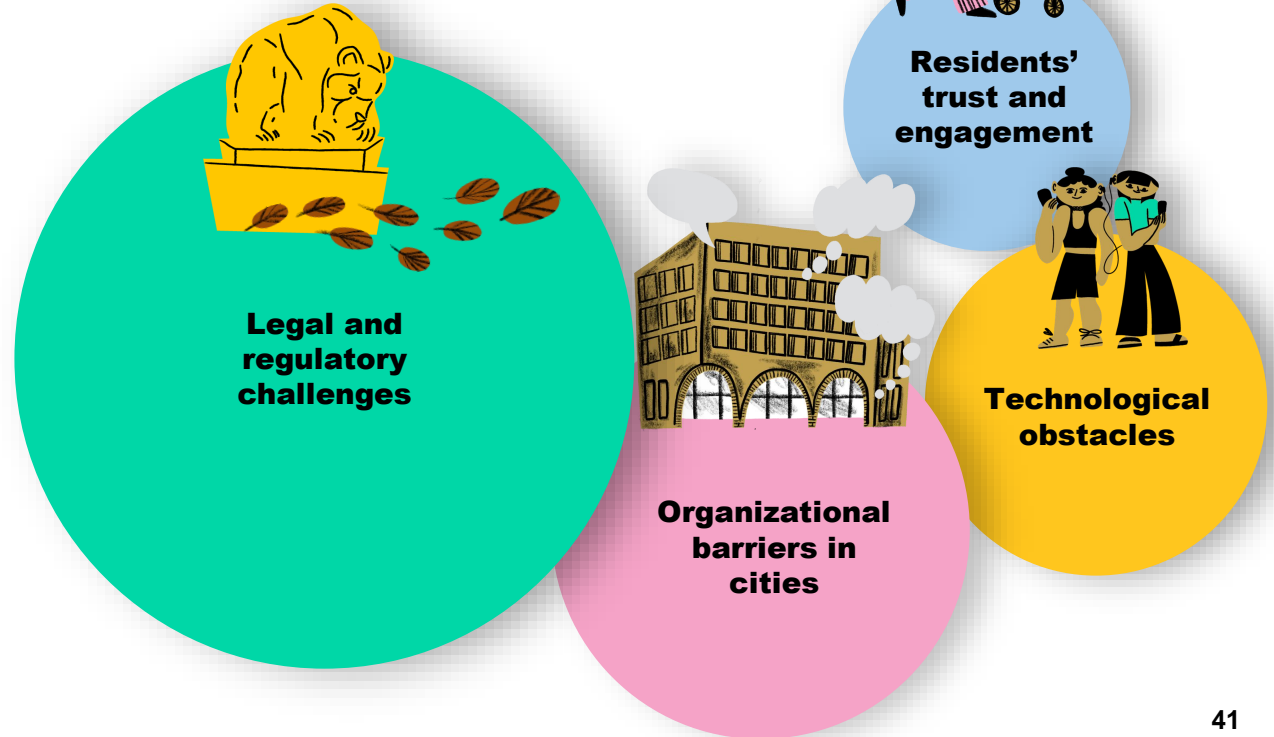 Residents’
trust and
engagement
Legal and
regulatory
challenges
Technological
obstacles
Organizational
barriers in
cities
41